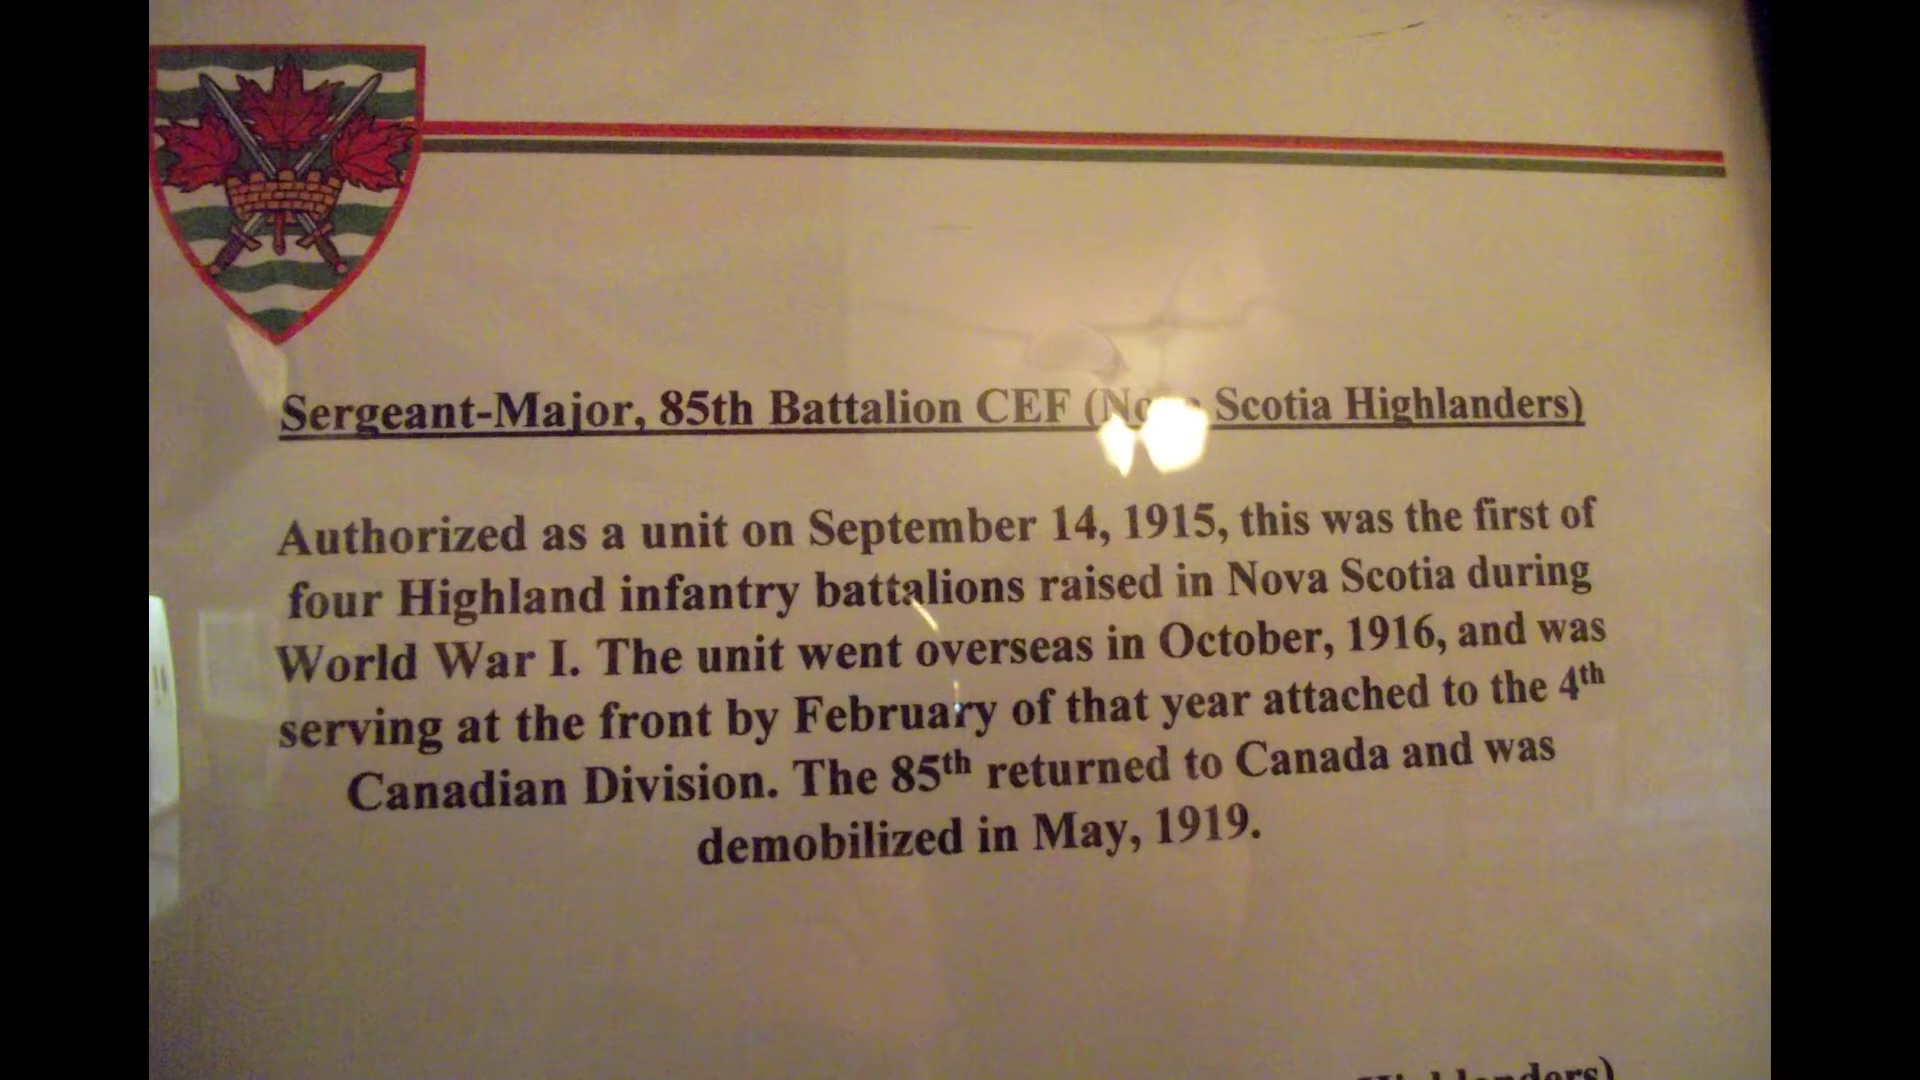 Sergeant-Major, 85th Battalion CEF (Nova Scotia Highlanders)
Authorized as a unit on September 14, 1915, this was the first of
four Highland infantry battalions raised in Nova Scotia during
World War I. The unit went overseas in October, 1916, and was
serving at the front by February of that year attached to the 4th
Canadian Division. The 85th returned to Canada and was
demobilized in May, 1919.
Highlanders)